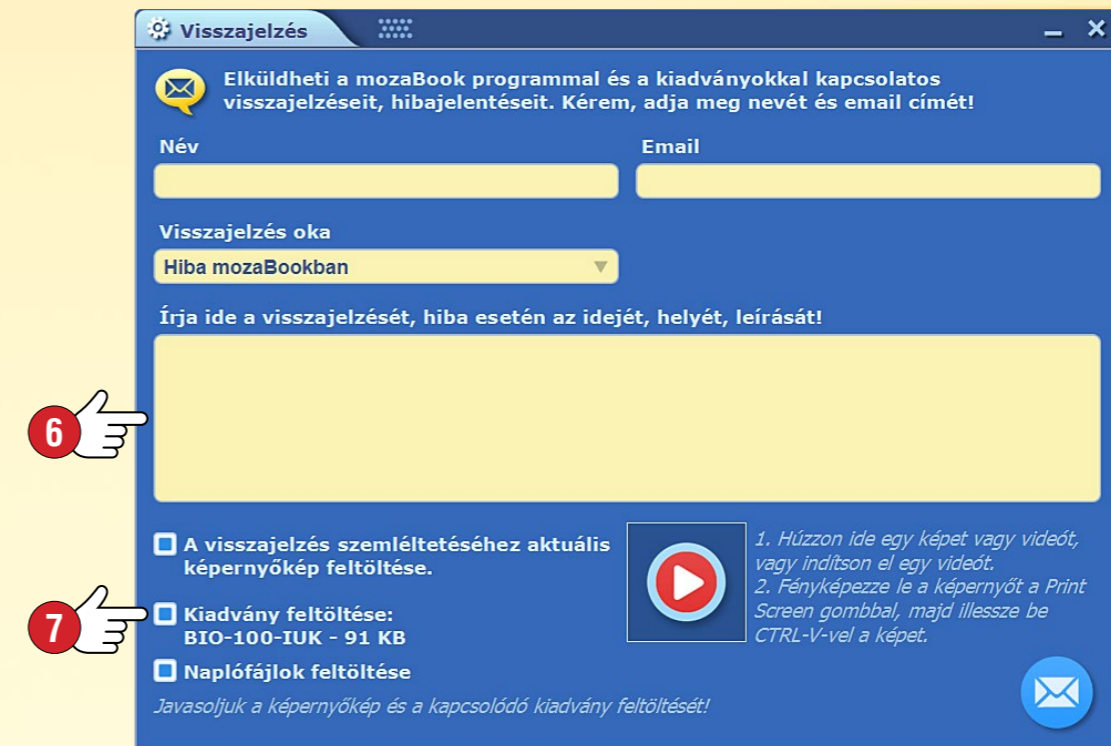 Visszajelzés
Elküldheti a mozaBook programmal és a kiadványokkal kapcsolatos
visszajelzéseit, hibajelentéseit. Kérem, adja meg nevét és email címét!
Név
Email
Visszajelzés oka
Hiba mozaBookban
Írja ide a visszajelzését, hiba esetén az idejét, helyét, leírását!
6
A visszajelzés szemléltetéséhez aktuális
képernyőkép feltöltése.
7
Kiadvány feltöltése:
BIO-100-IUK - 91 KB
Naplófájlok feltöltése
1. Húzzon ide egy képet vagy videót,
vagy indítson el egy videót.
2. Fényképezze le a képernyőt a Print
Screen gombbal, majd illessze be
CTRL-V-vel a képet.
Javasoljuk a képernyőkép és a kapcsolódó kiadvány feltöltését!